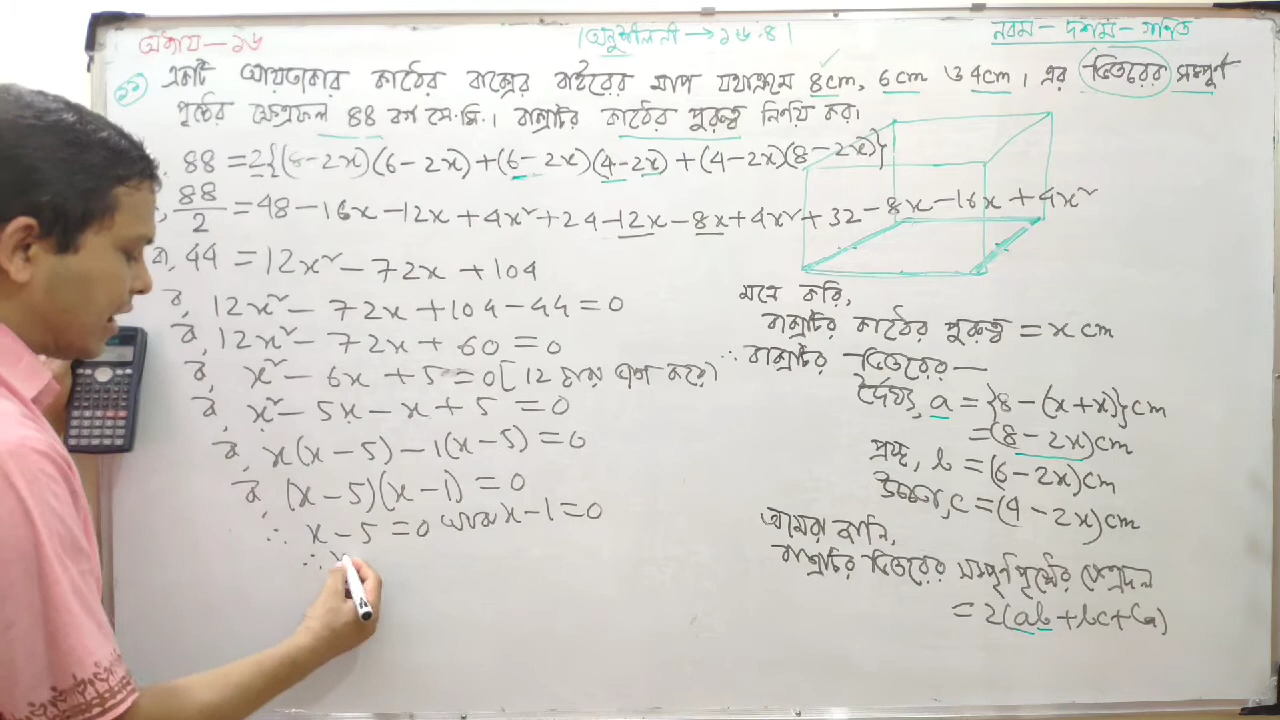 অধ্যায় — ১৬
অনুশীলনী → ১৬.৪
নবম – দশম – গণিত
১১ একটি আয়তাকার কাঠের বাক্সের বাইরের মাপ যথাক্রমে 8cm, 6cm ও 4cm। এর ভিতরের সম্পূর্ণ
পৃষ্ঠের ক্ষেত্রফল 88 বর্গ সে.মি.। বাক্সটির কাঠের পুরুত্ব নির্ণয় কর।
88 = 2{(8-2x)(6-2x)+(6-2x)(4-2x)+(4-2x)(8-2x)}
, 88/2 = 48-16x-12x+4x²+24-12x-8x+4x²+32-8x-16x+4x²
বা, 44 = 12x² - 72x + 104
বা, 12x² - 72x + 104 - 44 = 0
বা, 12x² - 72x + 60 = 0
বা, x² - 6x + 5 = 0 [12 দ্বারা ভাগ করে]
বা, x² - 5x - x + 5 = 0
বা, x(x-5) - 1(x-5) = 0
বা, (x-5)(x-1) = 0
∴ x - 5 = 0 অথবা x - 1 = 0
∴ x
মনে করি,
বাক্সটির কাঠের পুরুত্ব = x cm
∴ বাক্সটির ভিতরের —
দৈর্ঘ্য, a = {8-(x+x)}cm
= (8-2x)cm
প্রস্থ, b = (6-2x)cm
উচ্চতা, c = (4-2x)cm
আমরা জানি,
বাক্সটির ভিতরের সম্পূর্ণ পৃষ্ঠের ক্ষেত্রফল
= 2(ab+bc+ca)